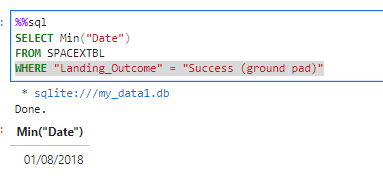 :
%%sql
SELECT Min("Date")
FROM SPACEXTBL
WHERE "Landing_Outcome" = "Success (ground pad)"
* sqlite:///my_data1.db
Done.
:
Min("Date")
01/08/2018